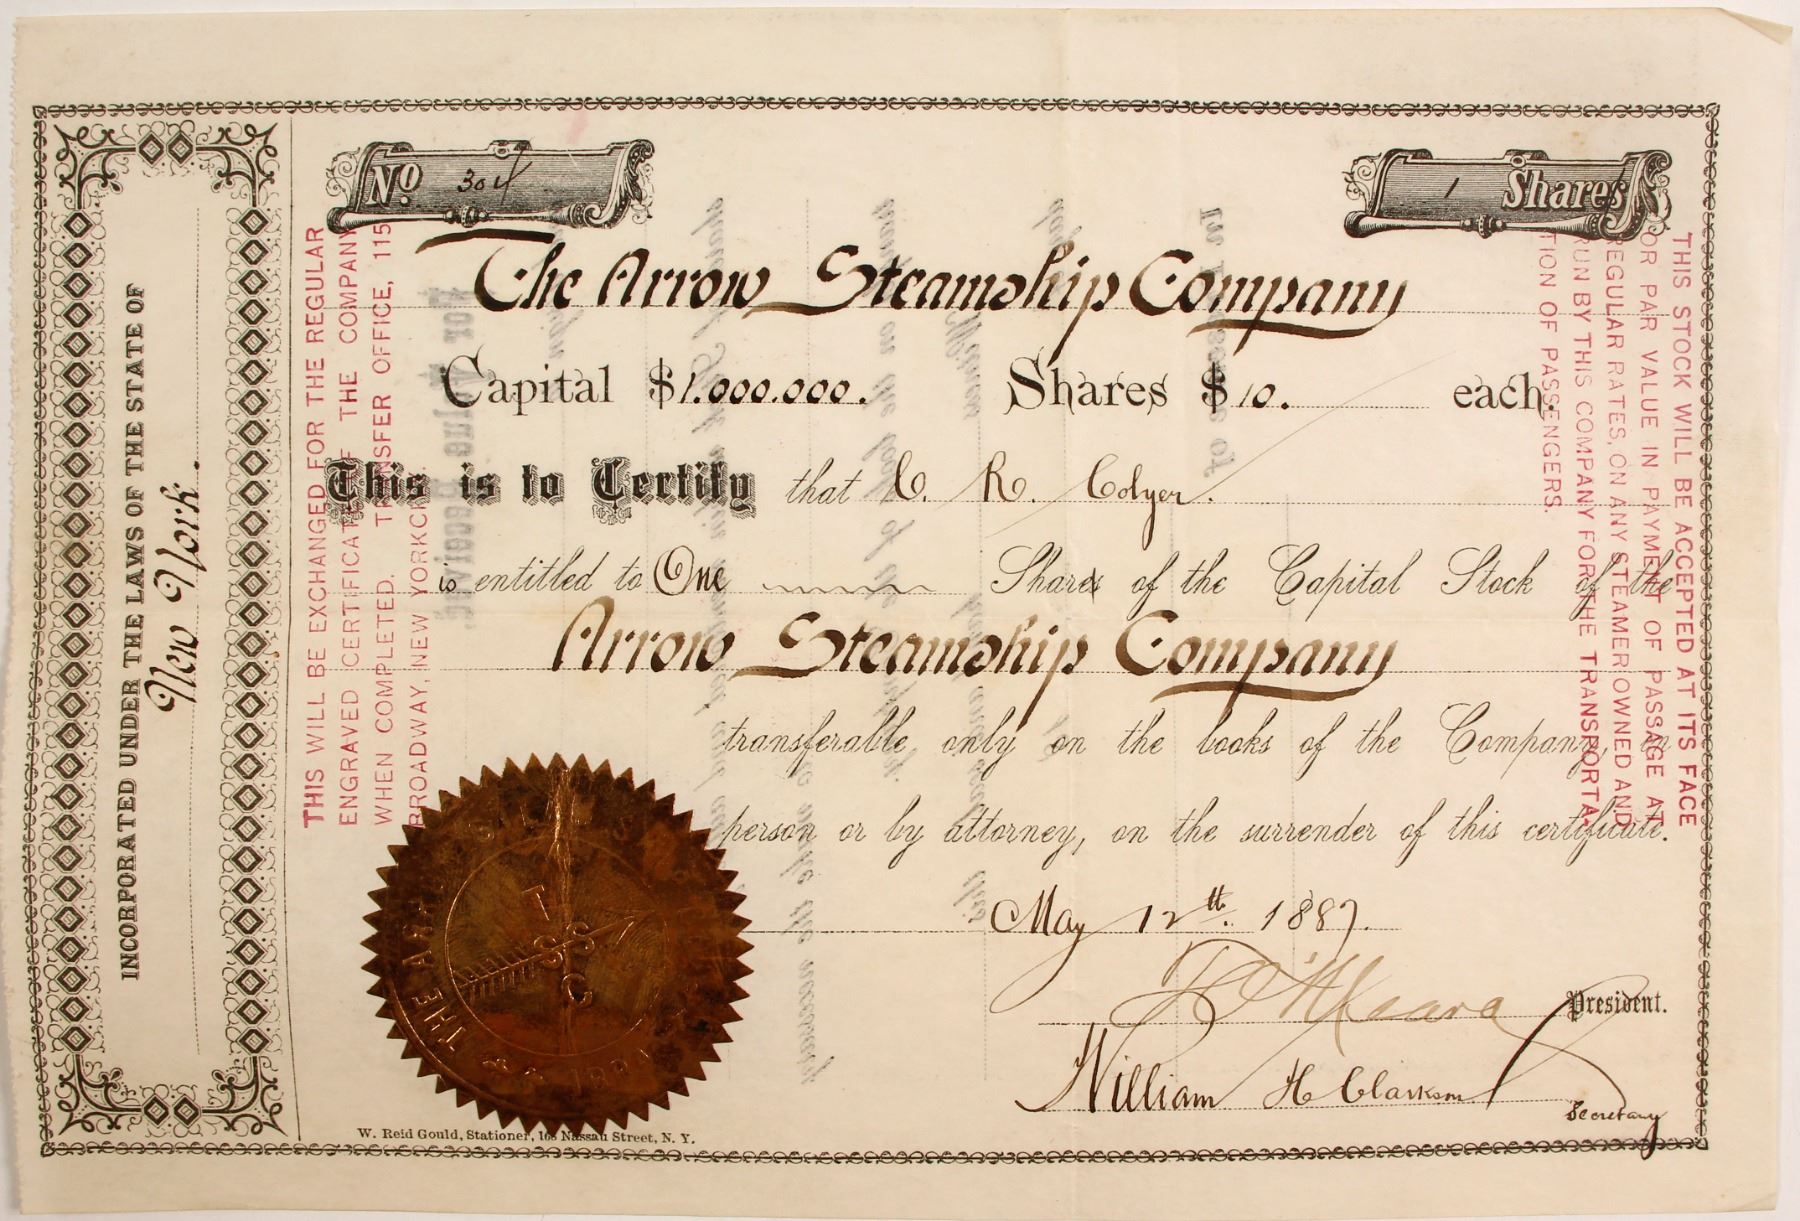 No 304
1 Shares
The Arrow Steamship Company
Capital $1.000.000. Shares $10. each.
This is to Certify that C. R. Colyer.
is entitled to One Share of the Capital Stock of the
Arrow Steamship Company
transferable only on the books of the Company, in
person or by attorney, on the surrender of this certificate.
May 12th. 1887.
President.
William H Clarkson
Secretary
W. Reid Gould, Stationer, 168 Nassau Street, N. Y.
INCORPORATED UNDER THE LAWS OF THE STATE OF
New York.
THIS WILL BE EXCHANGED FOR THE REGULAR
ENGRAVED CERTIFICATE OF THE COMPANY
WHEN COMPLETED. TRANSFER OFFICE, 115
BROADWAY, NEW YORK
THIS STOCK WILL BE ACCEPTED AT ITS FACE
OR PAR VALUE IN PAYMENT OF PASSAGE AT
REGULAR RATES, ON ANY STEAMER OWNED AND
RUN BY THIS COMPANY FOR THE TRANSPORTA-
TION OF PASSENGERS.
THE
T
S S
C